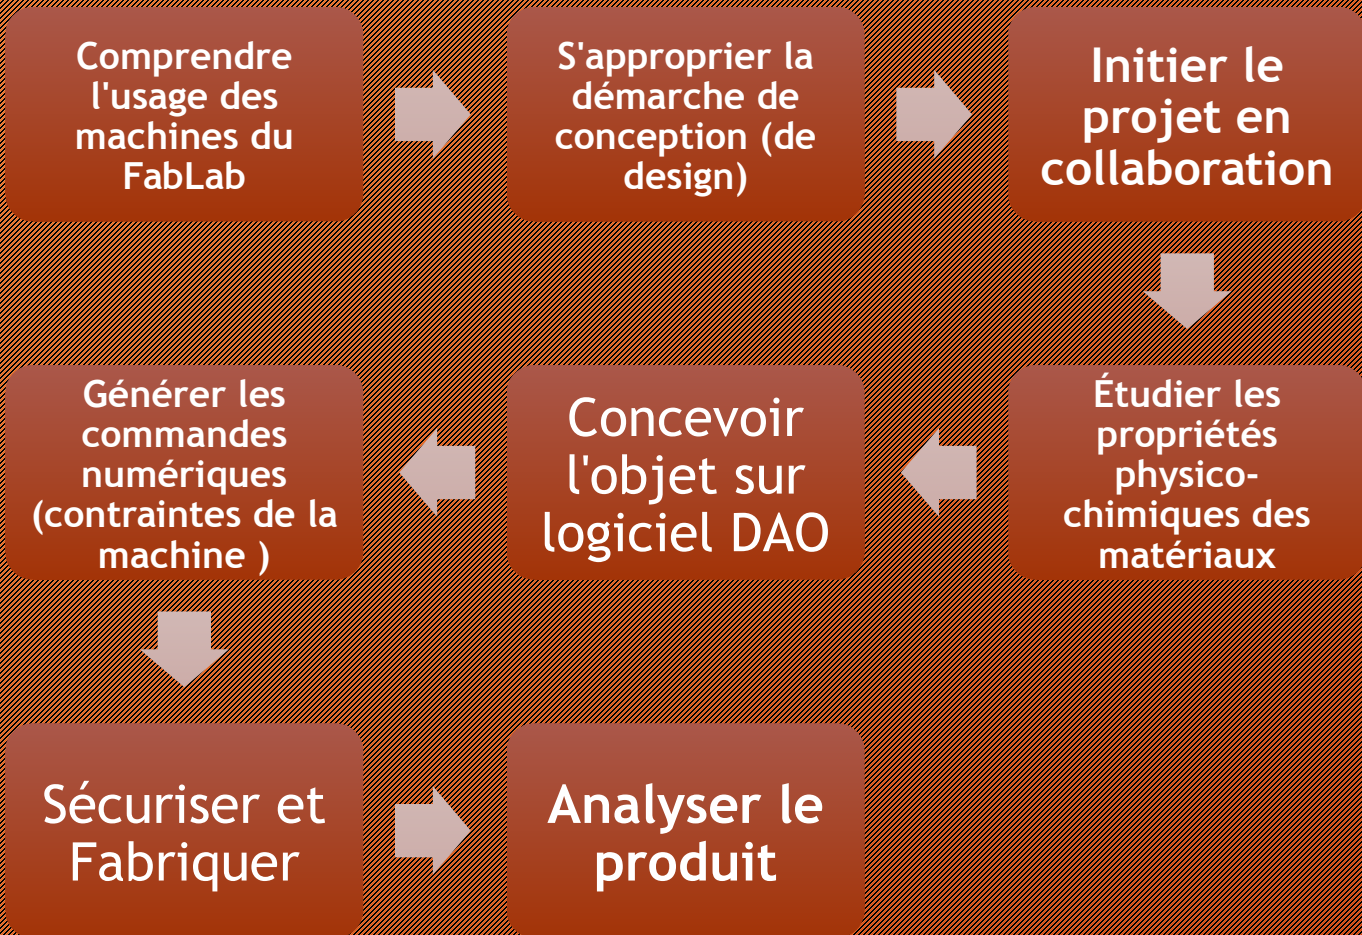 Comprendre
l'usage des
machines du
FabLab
S'approprier la
démarche de
conception (de
design)
Initier le
projet en
collaboration
Étudier les
propriétés
physico-
chimiques des
matériaux
Concevoir
l'objet sur
logiciel DAO
Générer les
commandes
numériques
(contraintes de la
machine )
Sécuriser et
Fabriquer
Analyser le
produit